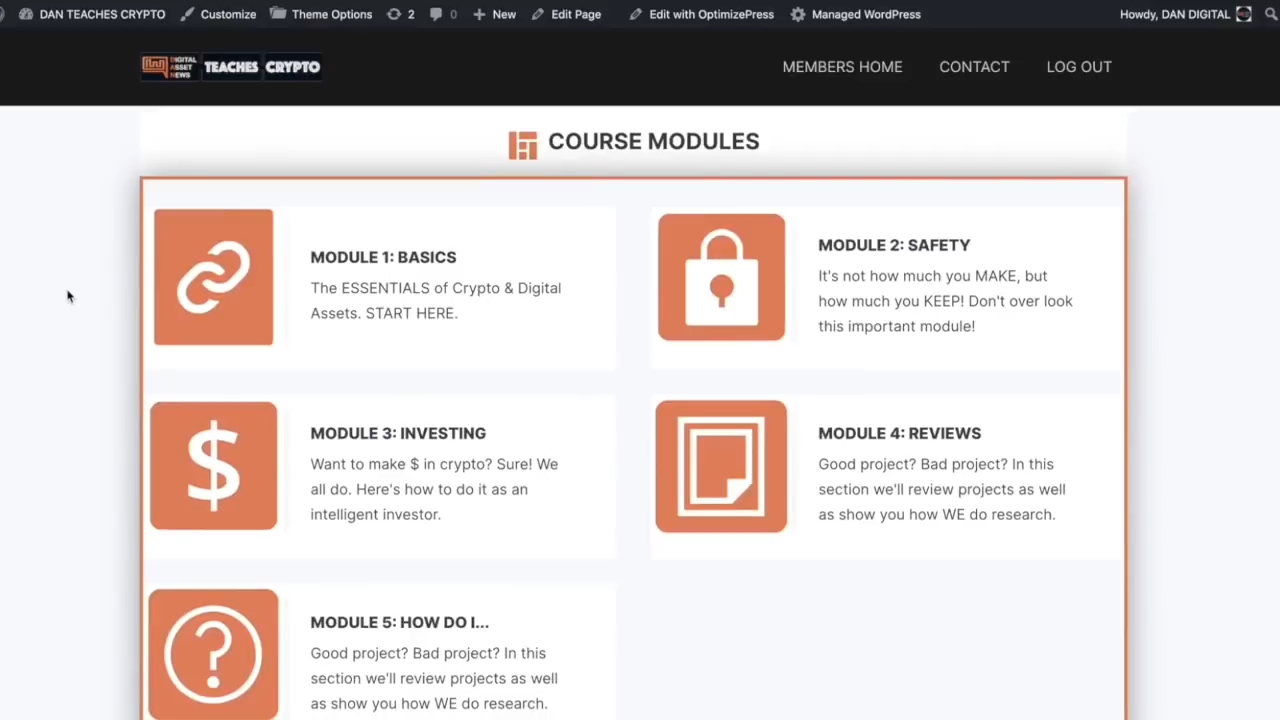 DAN TEACHES CRYPTO Customize Theme Options 2 0 New Edit Page Edit with OptimizePress Managed WordPress Howdy, DAN DIGITAL
DIGITAL
ASSET
NEWS
TEACHES CRYPTO
MEMBERS HOME CONTACT LOG OUT
COURSE MODULES
MODULE 1: BASICS
The ESSENTIALS of Crypto & Digital
Assets. START HERE.
MODULE 2: SAFETY
It's not how much you MAKE, but
how much you KEEP! Don't over look
this important module!
MODULE 3: INVESTING
Want to make $ in crypto? Sure! We
all do. Here's how to do it as an
intelligent investor.
MODULE 4: REVIEWS
Good project? Bad project? In this
section we'll review projects as well
as show you how WE do research.
MODULE 5: HOW DO I...
Good project? Bad project? In this
section we'll review projects as well
as show you how WE do research.